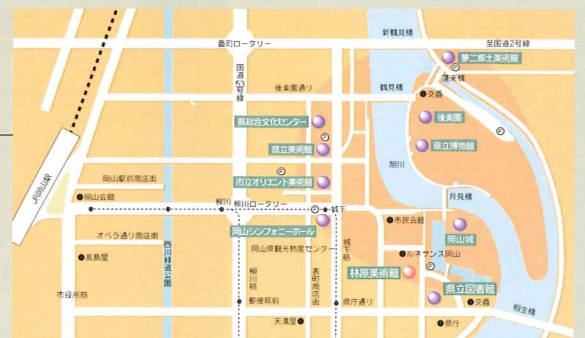 新鶴見橋
番町ロータリー
至国道2号線
夢二郷土美術館
P
蓬莱橋
国道53号線
後楽園通り
鶴見橋
交番
県総合文化センター
後楽園
P
P
県立美術館
県立博物館
旭川
JR岡山駅
岡山駅前商店街
P
市立オリエント美術館
岡山会館
月見橋
柳川
柳川ロータリー
P
城下
市民会館
岡山シンフォニーホール
岡山城
オペラ通り商店街
西川緑道公園
岡山県観光物産センター
城下筋
ルネサンス岡山
高島屋
林原美術館
P
柳川筋
表町商店街
県立図書館
市役所筋
郵便局前
県庁通り
交番
相生橋
天満屋
県庁